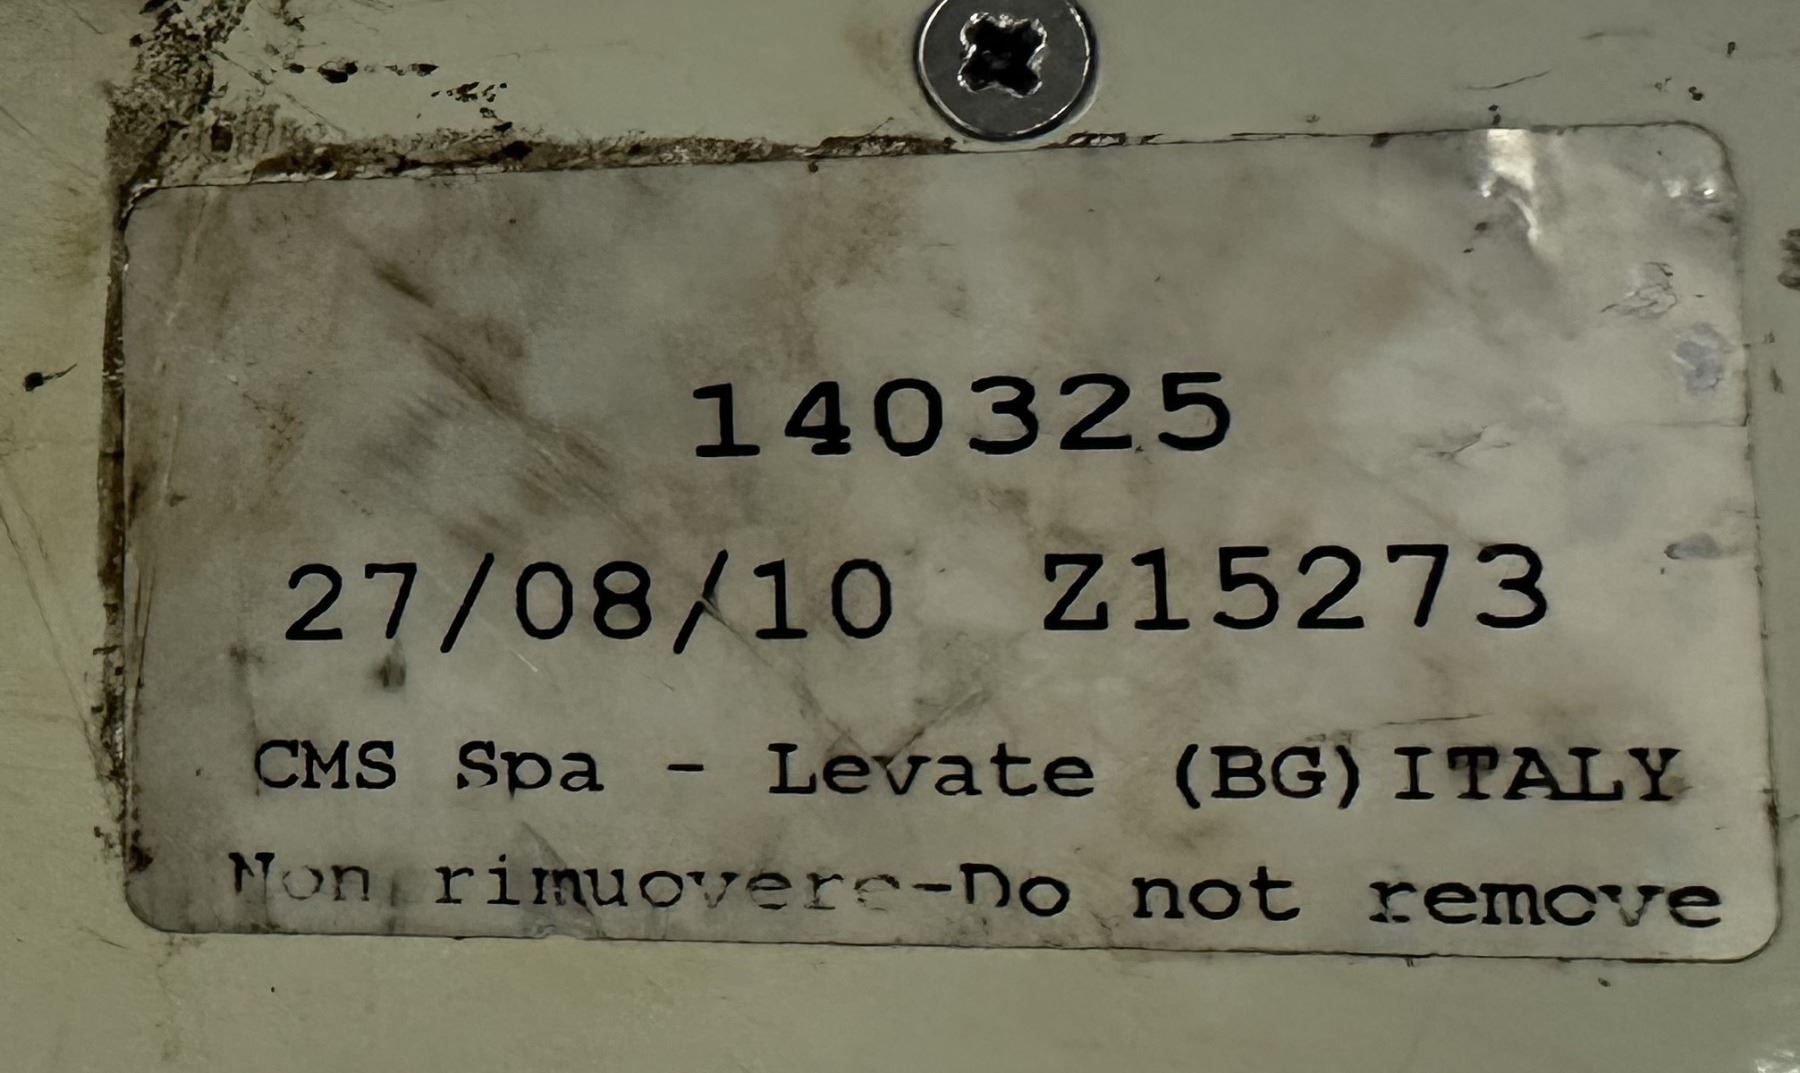 140325
27/08/10 Z15273
CMS Spa - Levate (BG) ITALY
Non rimuovere-Do not remove